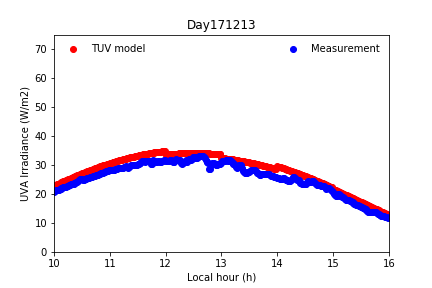 Day171213
TUV model
Measurement
UVA Irradiance (W/m2)
70
60
50
40
30
20
10
0
10 11 12 13 14 15 16
Local hour (h)